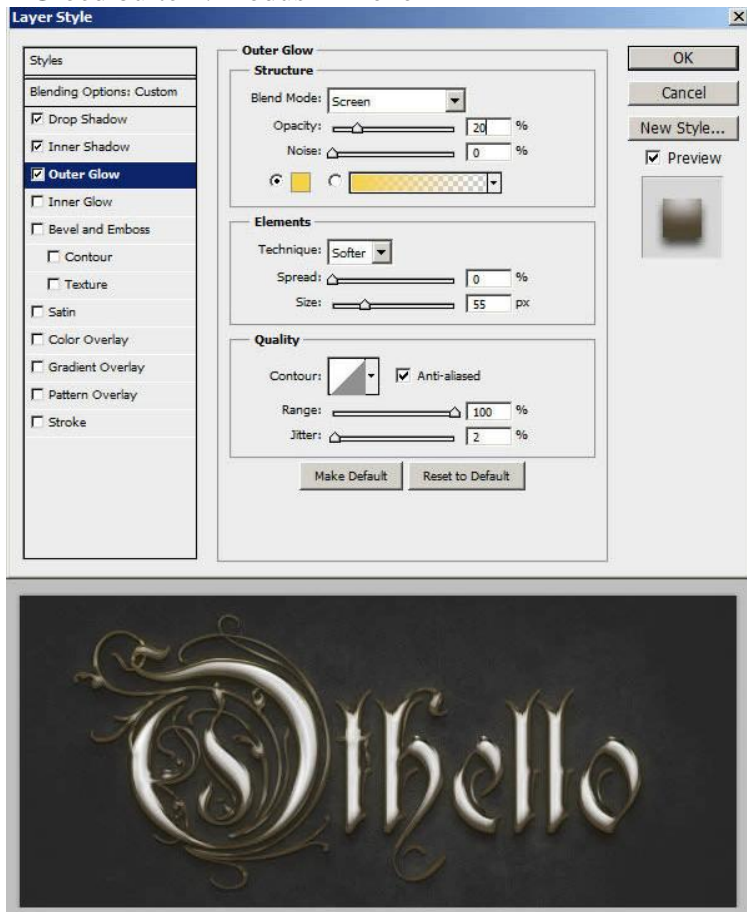 Layer Style
Styles
Blending Options: Custom
Drop Shadow
Inner Shadow
Outer Glow
Inner Glow
Bevel and Emboss
Contour
Texture
Satin
Color Overlay
Gradient Overlay
Pattern Overlay
Stroke
Outer Glow
Structure
Blend Mode: Screen
Opacity: 20 %
Noise: 0 %
Elements
Technique: Softer
Spread: 0 %
Size: 55 px
Quality
Contour: Anti-aliased
Range: 100 %
Jitter: 2 %
Make Default Reset to Default
OK
Cancel
New Style...
Preview
Othello